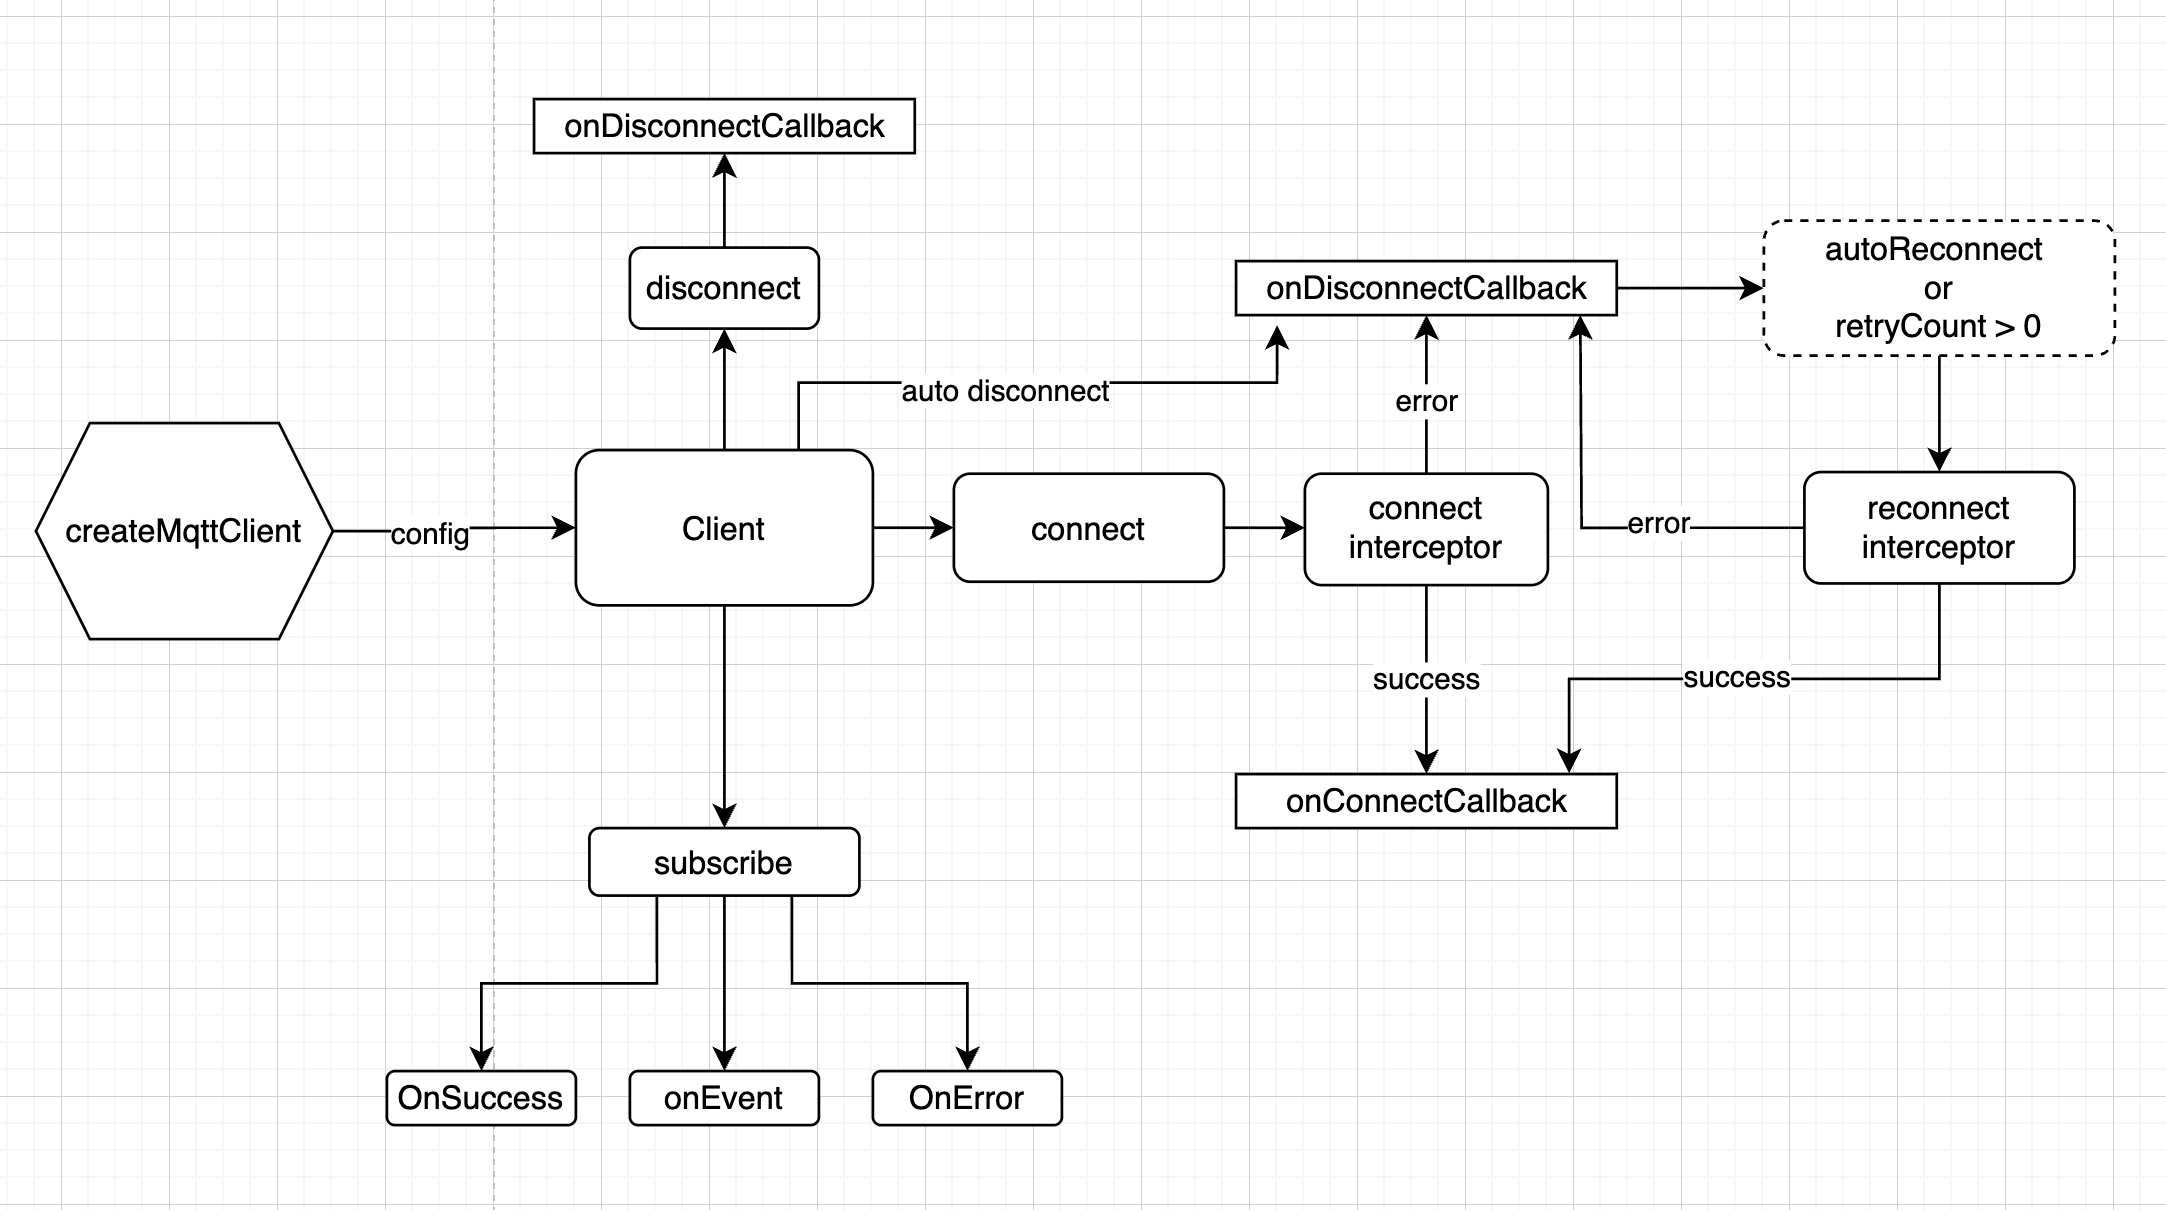 onDisconnectCallback
disconnect
onDisconnectCallback
autoReconnect
or
retryCount > 0
auto disconnect
error
createMqttClient
config
Client
connect
connect
interceptor
error
reconnect
interceptor
success
success
onConnectCallback
subscribe
OnSuccess
onEvent
OnError